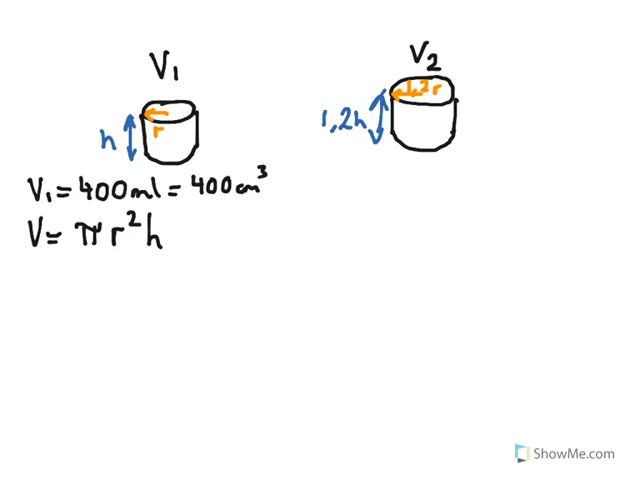 V₁
V₂
h
r
1,2r
1,2h
V₁ = 400ml = 400cm³
V = πr²h
ShowMe.com